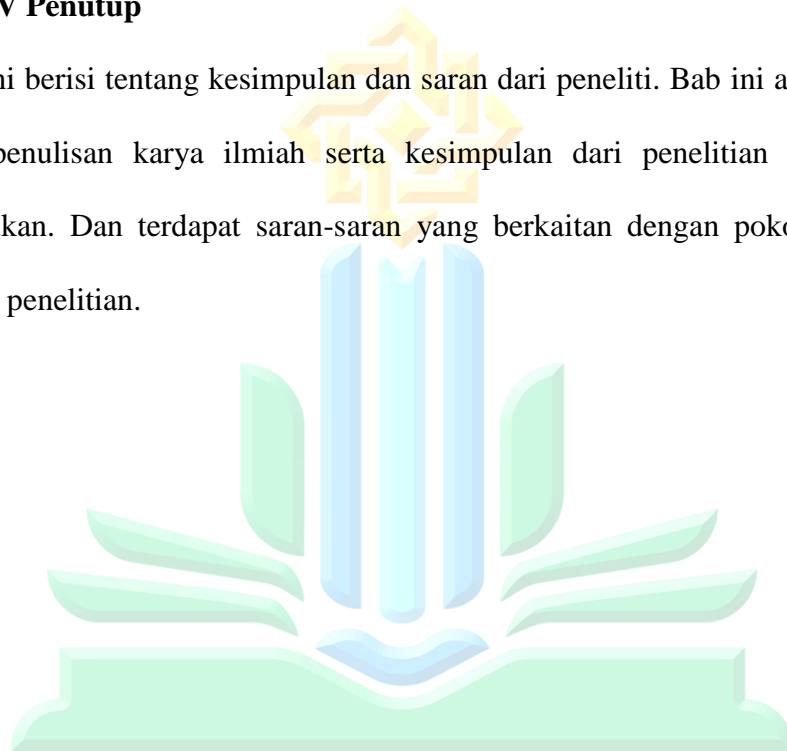 V Penutup
ni berisi tentang kesimpulan dan saran dari peneliti. Bab ini a
penulisan karya ilmiah serta kesimpulan dari penelitian
kan. Dan terdapat saran-saran yang berkaitan dengan poko
penelitian.